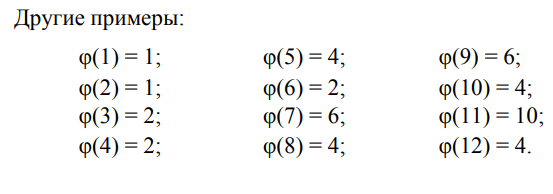 Другие примеры:
φ(1) = 1; φ(5) = 4; φ(9) = 6;
φ(2) = 1; φ(6) = 2; φ(10) = 4;
φ(3) = 2; φ(7) = 6; φ(11) = 10;
φ(4) = 2; φ(8) = 4; φ(12) = 4.